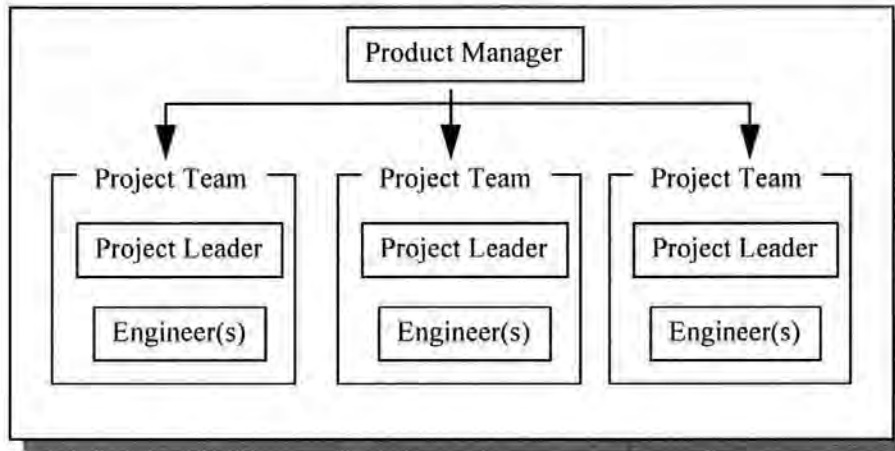 Product Manager
Project Team Project Team Project Team
Project Leader Project Leader Project Leader
Engineer(s) Engineer(s) Engineer(s)